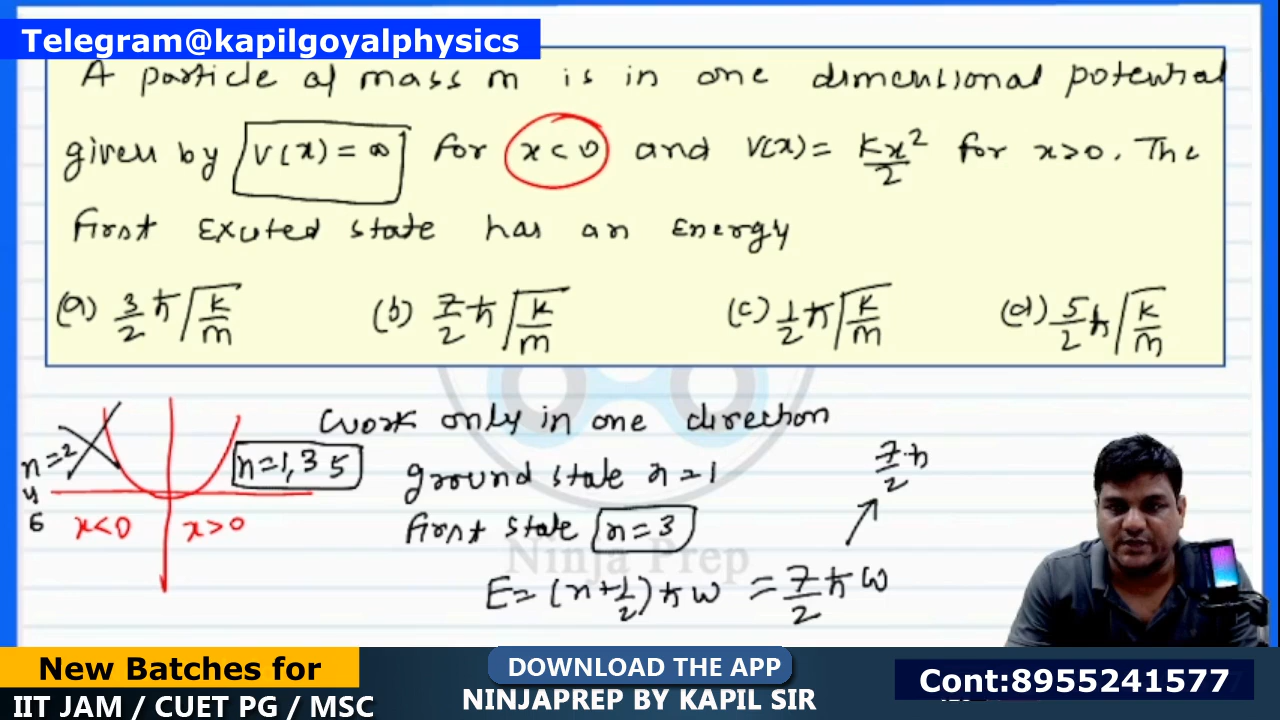 Telegram@kapilgoyalphysics
A particle of mass m is in one dimensional potential
given by V(x) = ∞ for x < 0 and V(x) = Kx²/2 for x>0. The
first excited state has an energy
(a) 3/2 ħ √k/m (b) 7/2 ħ √k/m (c) 1/2 ħ √k/m (d) 5/2 ħ √k/m
work only in one direction
n=2
4
6
n=1,3 5
x<0 x>0
ground state n=1
first state n=3
7/2 ħ
E= (n+1/2) ħ ω = 7/2 ħ ω
Ninja Prep
New Batches for
IIT JAM / CUET PG / MSC
DOWNLOAD THE APP
NINJAPREP BY KAPIL SIR
Cont:8955241577